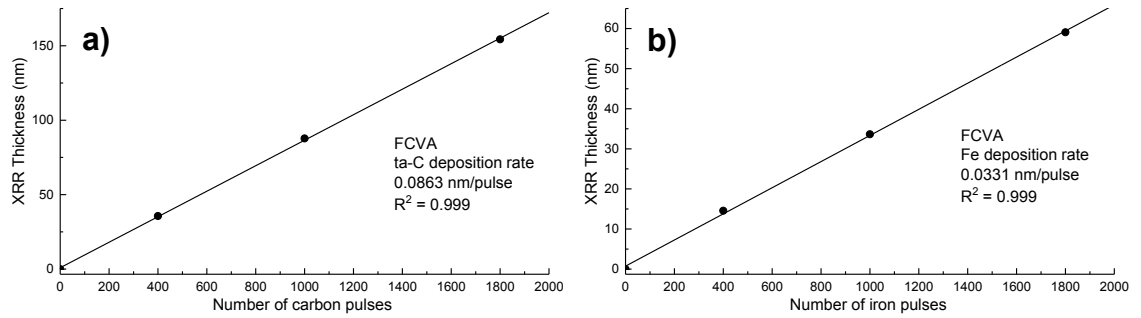 a)
XRR Thickness (nm)
150
100
50
0
FCVA
ta-C deposition rate
0.0863 nm/pulse
R² = 0.999
0 200 400 600 800 1000 1200 1400 1600 1800 2000
Number of carbon pulses
b)
XRR Thickness (nm)
60
50
40
30
20
10
0
FCVA
Fe deposition rate
0.0331 nm/pulse
R² = 0.999
0 200 400 600 800 1000 1200 1400 1600 1800 2000
Number of iron pulses